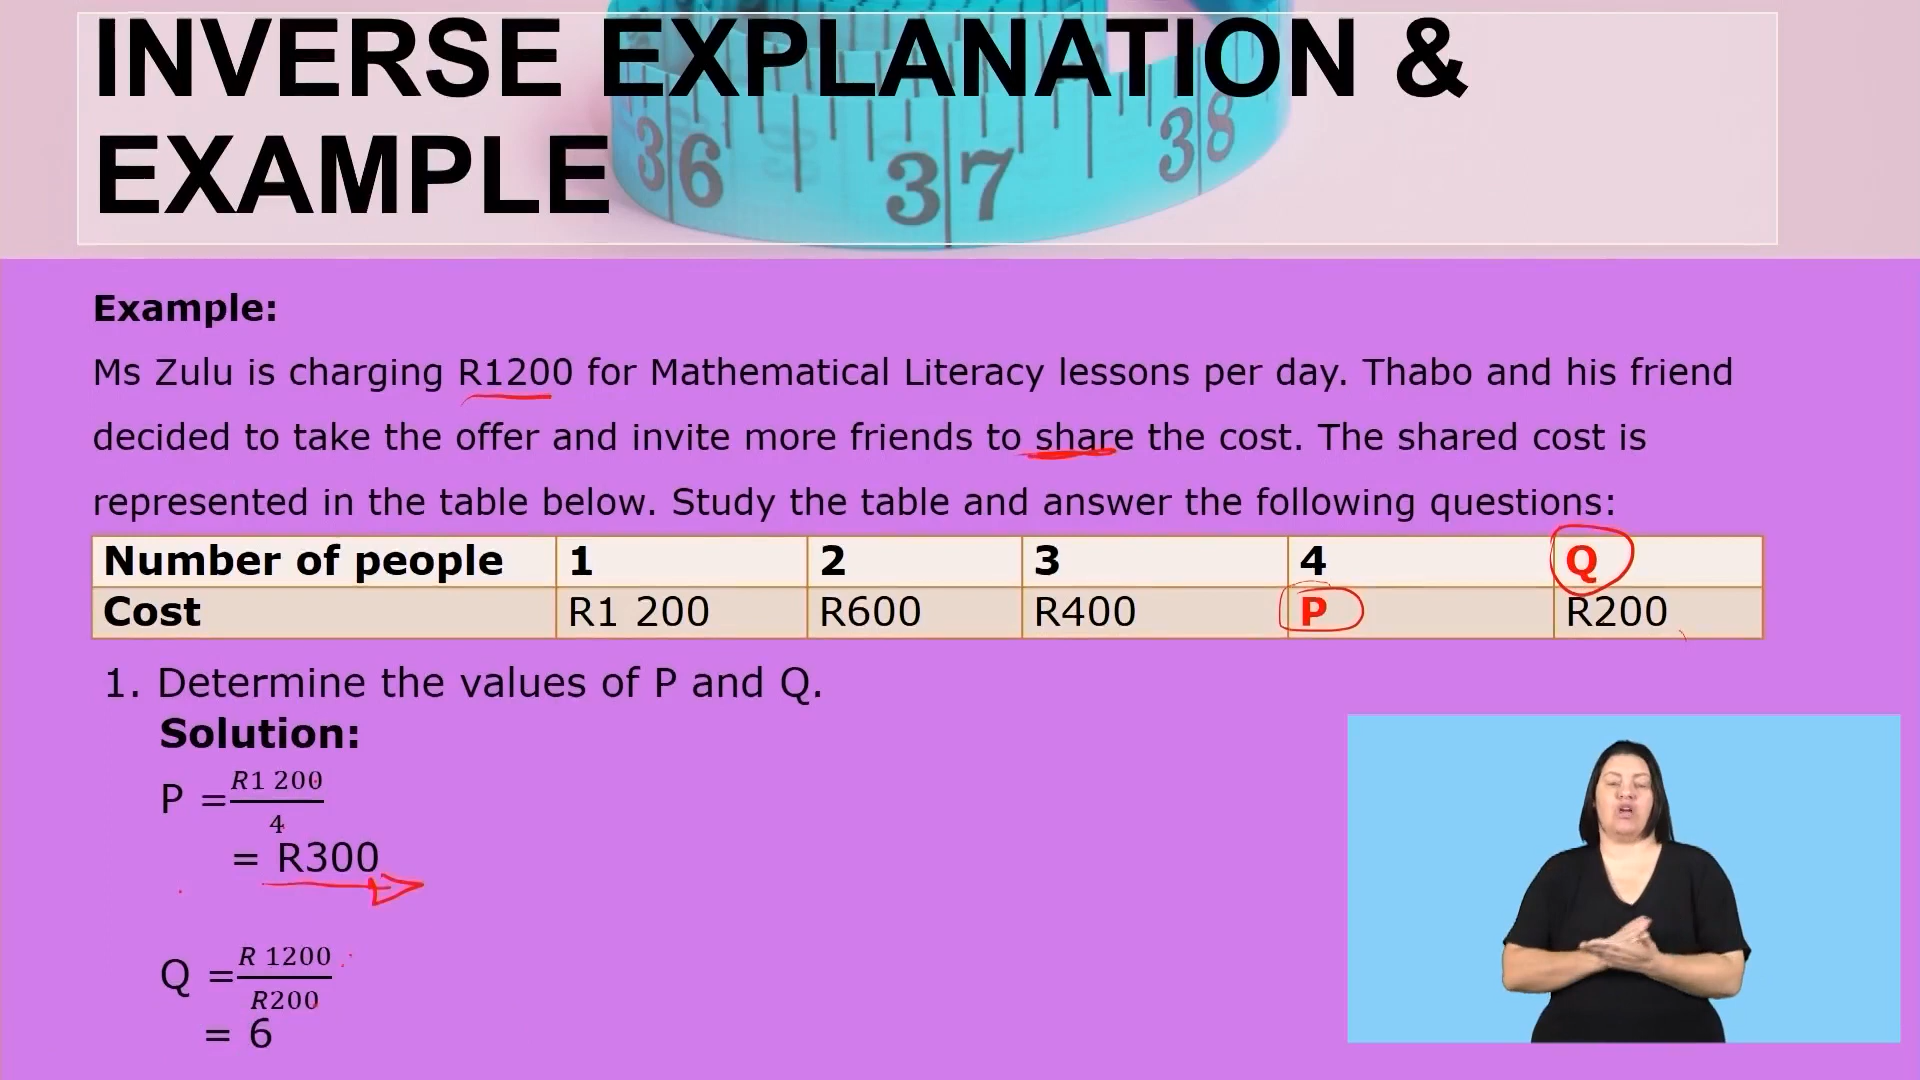 INVERSE EXPLANATION &
EXAMPLE
36 37 38
Example:
Ms Zulu is charging R1200 for Mathematical Literacy lessons per day. Thabo and his friend
decided to take the offer and invite more friends to share the cost. The shared cost is
represented in the table below. Study the table and answer the following questions:
Number of people 1 2 3 4 Q
Cost R1 200 R600 R400 P R200
1. Determine the values of P and Q.
Solution:
P = R1 200
4
= R300
Q = R 1200
R200
= 6